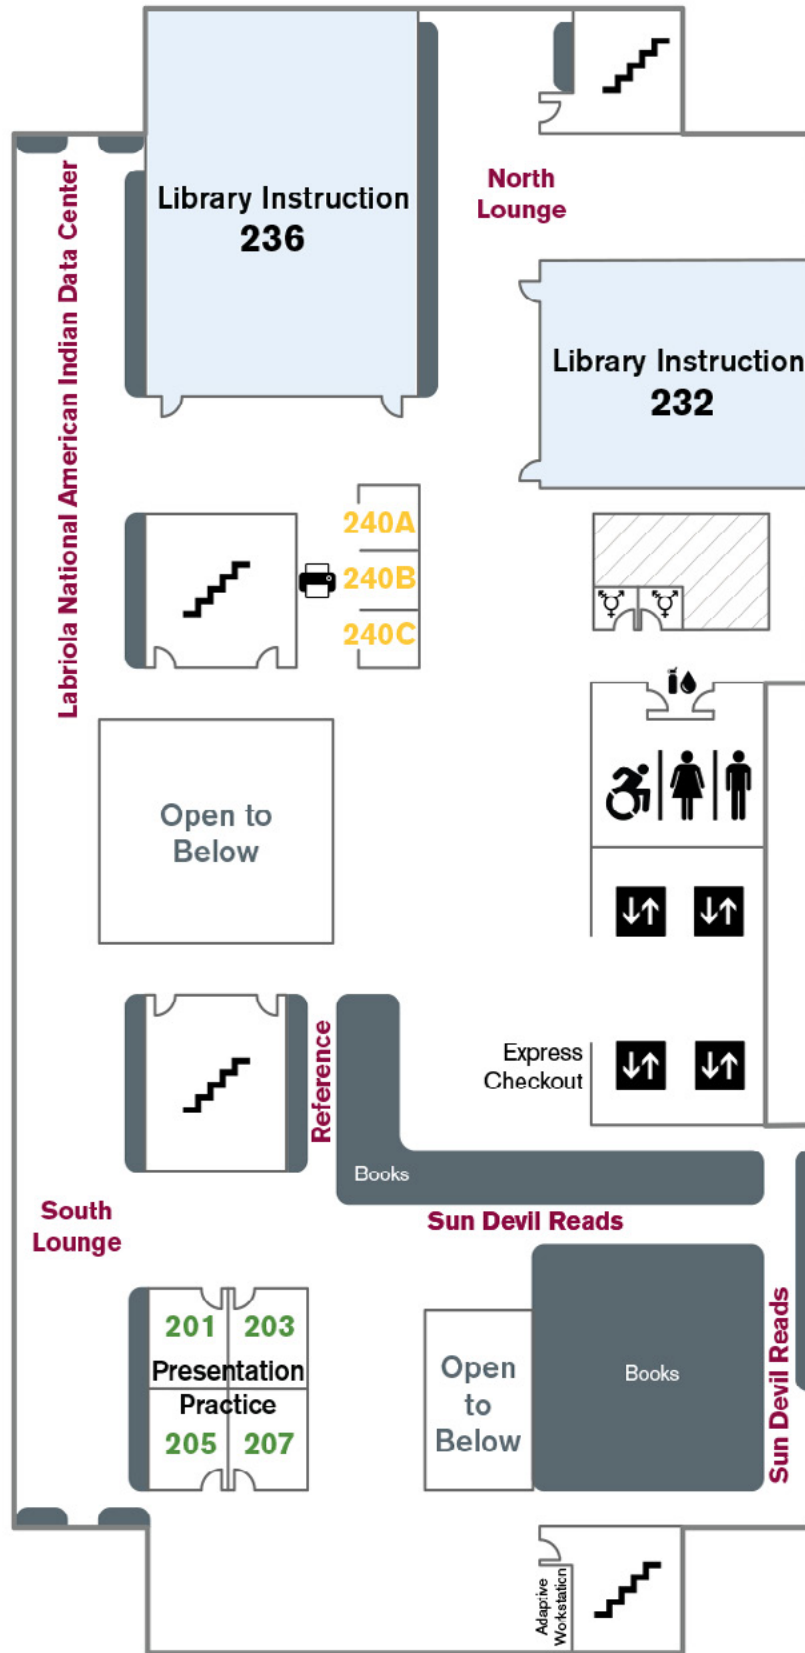 Library Instruction
236
North
Lounge
Labriola National American Indian Data Center
Library Instruction
232
240A
240B
240C
Open to
Below
Express
Checkout
Reference
Books
Sun Devil Reads
South
Lounge
201
203
Presentation
Practice
205
207
Open
to
Below
Books
Sun Devil Reads
Adaptive
Workstation